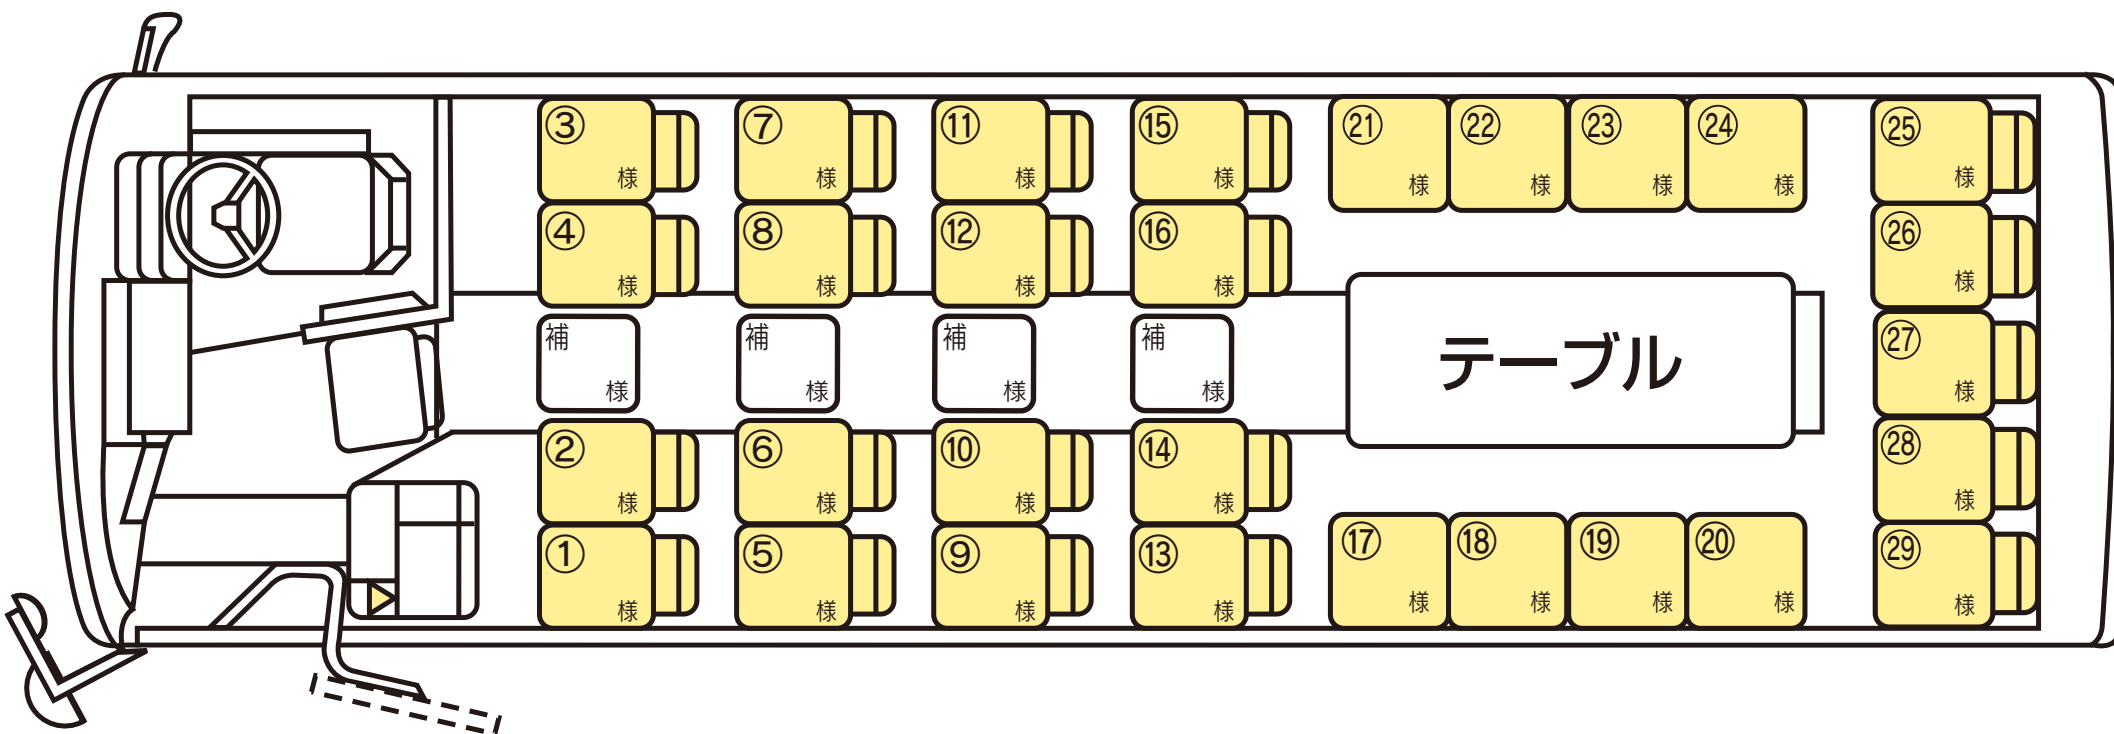 ③ 様
⑦ 様
⑪ 様
⑮ 様
㉑ 様
㉒ 様
㉓ 様
㉔ 様
㉕ 様
④ 様
⑧ 様
⑫ 様
⑯ 様
㉖ 様
補 様
補 様
補 様
補 様
テーブル
㉗ 様
② 様
⑥ 様
⑩ 様
⑭ 様
㉘ 様
① 様
⑤ 様
⑨ 様
⑬ 様
⑰ 様
⑱ 様
⑲ 様
⑳ 様
㉙ 様